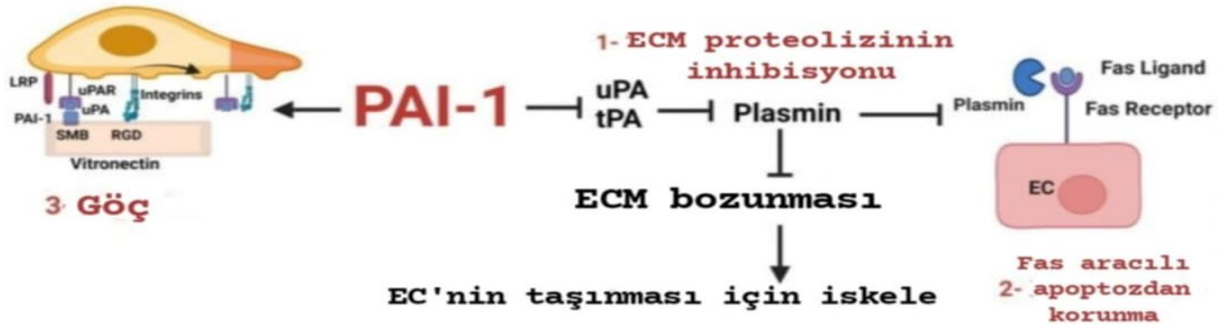 LRP
uPAR
Integrins
PAI-1
uPA
SMB RGD
Vitronectin
3- Göç
PAI-1
1- ECM proteolizinin
inhibisyonu
uPA
tPA
Plasmin
ECM bozunması
EC'nin taşınması için iskele
Plasmin
Fas Ligand
Fas Receptor
EC
Fas aracılı
2- apoptozdan
korunma